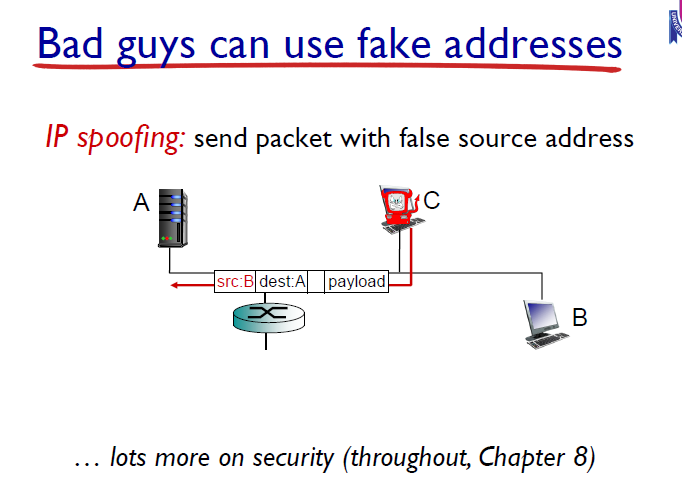 Bad guys can use fake addresses
IP spoofing: send packet with false source address
A
C
src:B dest:A payload
B
… lots more on security (throughout, Chapter 8)